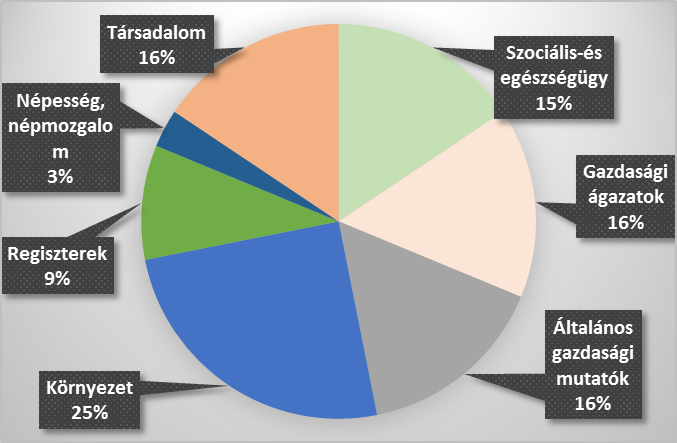 Társadalom
16%
Szociális-és
egészségügy
15%
Népesség,
népmozgalo
m
3%
Gazdasági
ágazatok
16%
Regiszterek
9%
Általános
gazdasági
mutatók
16%
Környezet
25%